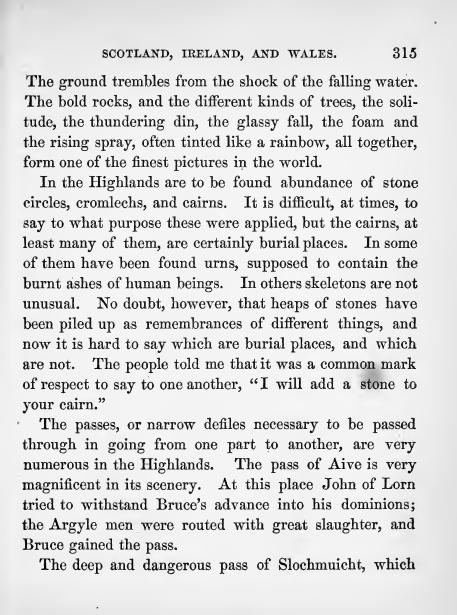 SCOTLAND, IRELAND, AND WALES. 315
The ground trembles from the shock of the falling water.
The bold rocks, and the different kinds of trees, the soli-
tude, the thundering din, the glassy fall, the foam and
the rising spray, often tinted like a rainbow, all together,
form one of the finest pictures in the world.
In the Highlands are to be found abundance of stone
circles, cromlechs, and cairns. It is difficult, at times, to
say to what purpose these were applied, but the cairns, at
least many of them, are certainly burial places. In some
of them have been found urns, supposed to contain the
burnt ashes of human beings. In others skeletons are not
unusual. No doubt, however, that heaps of stones have
been piled up as remembrances of different things, and
now it is hard to say which are burial places, and which
are not. The people told me that it was a common mark
of respect to say to one another, “I will add a stone to
your cairn.”
The passes, or narrow defiles necessary to be passed
through in going from one part to another, are very
numerous in the Highlands. The pass of Aive is very
magnificent in its scenery. At this place John of Lorn
tried to withstand Bruce's advance into his dominions;
the Argyle men were routed with great slaughter, and
Bruce gained the pass.
The deep and dangerous pass of Slochmuicht, which